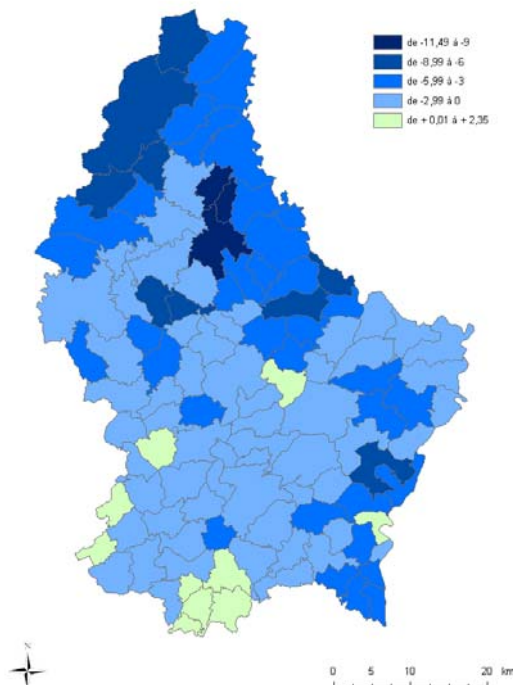 de -11,49 à -9
de -8,99 à -6
de -5,99 à -3
de -2,99 à 0
de +0,01 à +2,35
N
0 5 10 20 km